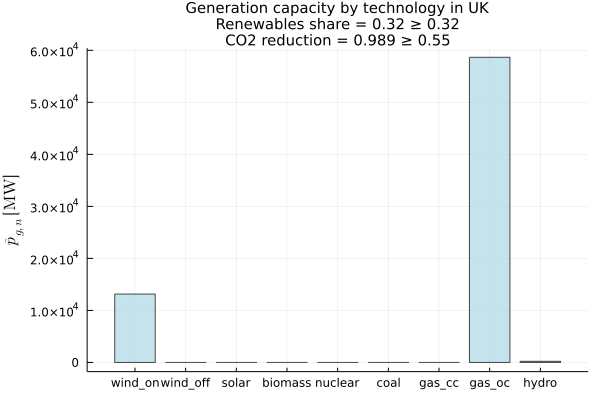 Generation capacity by technology in UK
Renewables share = 0.32 ≥ 0.32
CO2 reduction = 0.989 ≥ 0.55
6.0×10⁴
5.0×10⁴
4.0×10⁴
3.0×10⁴
2.0×10⁴
1.0×10⁴
0
p̄_{g,n}[MW]
wind_on wind_off solar biomass nuclear coal gas_cc gas_oc hydro